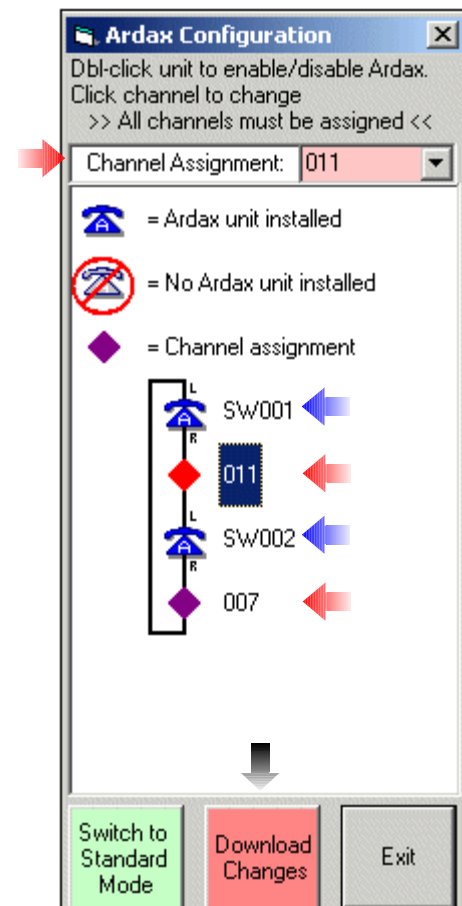 Ardax Configuration
Dbl-click unit to enable/disable Ardax.
Click channel to change
>> All channels must be assigned <<
Channel Assignment: 011
A = Ardax unit installed
= No Ardax unit installed
= Channel assignment
L
A SW001
R
011
L
A SW002
R
007
Switch to
Standard
Mode
Download
Changes
Exit